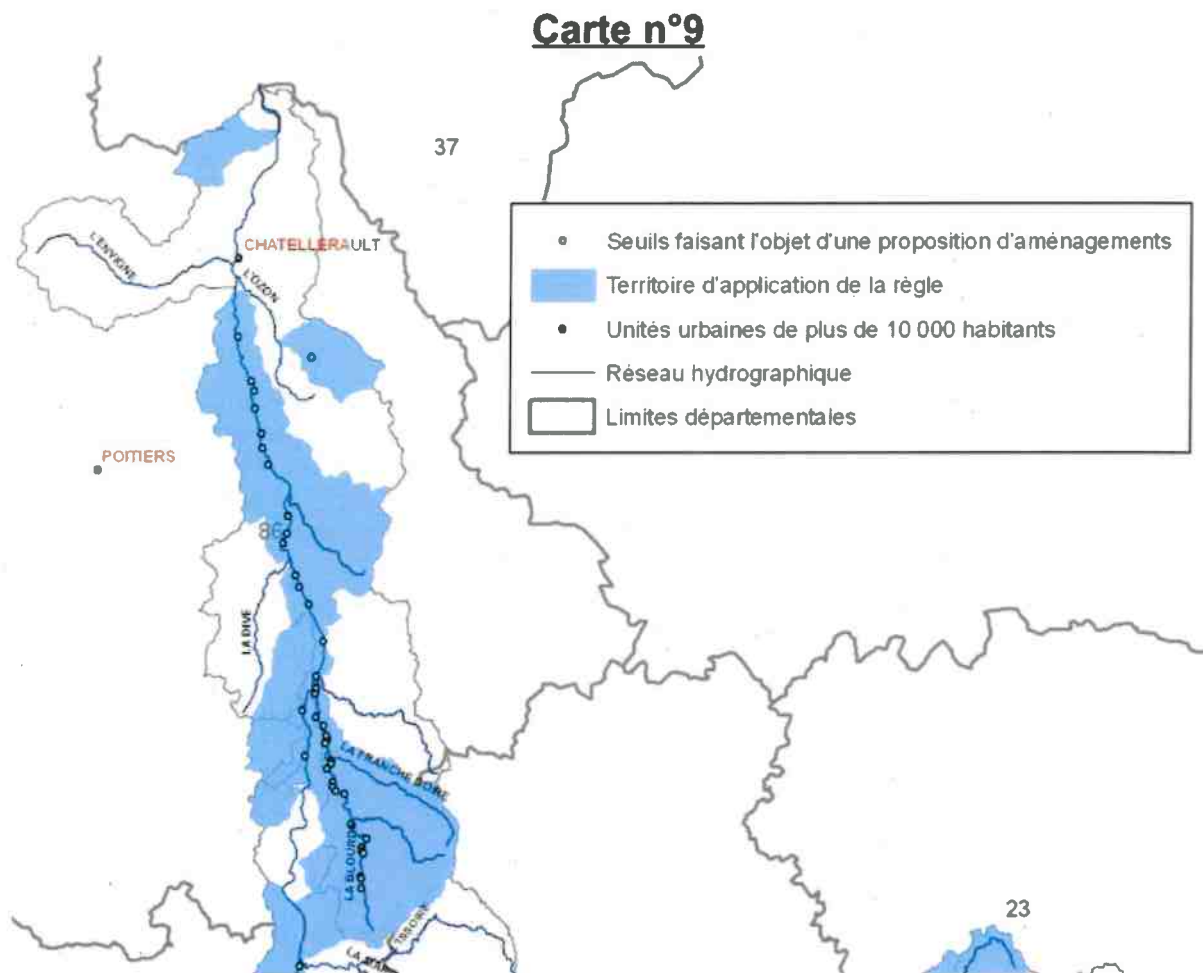 Carte n°9
37
Seuils faisant l'objet d'une proposition d'aménagements
Territoire d'application de la règle
Unités urbaines de plus de 10 000 habitants
Réseau hydrographique
Limites départementales
CHATELLERAULT
L'ENVIGNE
L'OZON
POITIERS
86
LA DIVE
LA FRANCHE DOIRE
LA BLOURDE
ISSOIRE
23